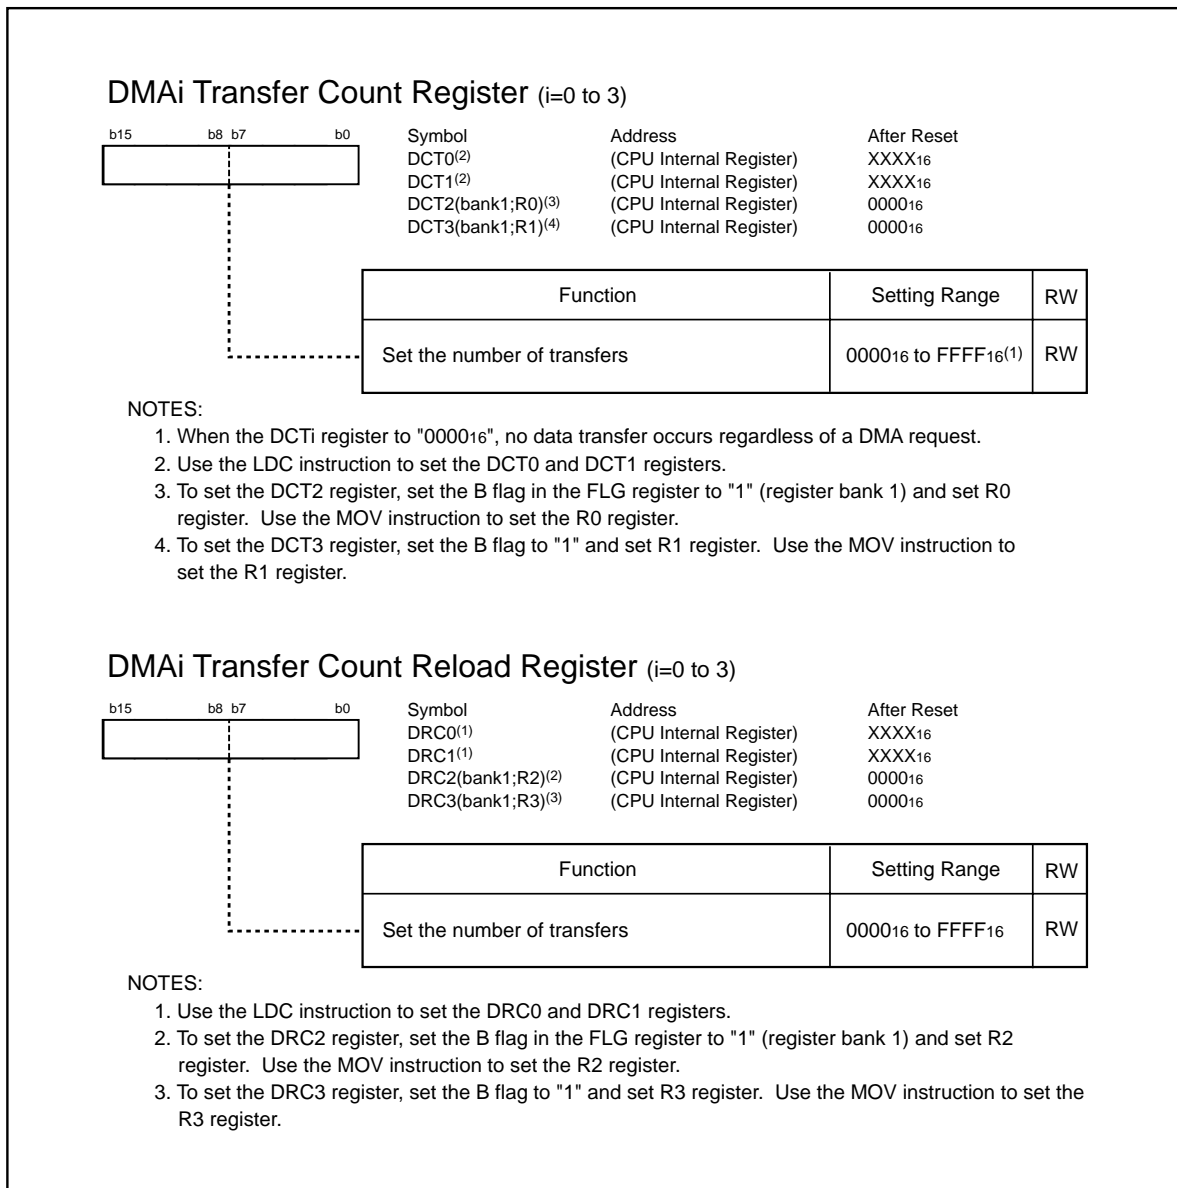 DMAi Transfer Count Register (i=0 to 3)
b15 b8 b7 b0
Symbol Address After Reset
DCT0(2) (CPU Internal Register) XXXX16
DCT1(2) (CPU Internal Register) XXXX16
DCT2(bank1;R0)(3) (CPU Internal Register) 000016
DCT3(bank1;R1)(4) (CPU Internal Register) 000016
Function Setting Range RW
Set the number of transfers 000016 to FFFF16(1) RW
NOTES:
1. When the DCTi register to "000016", no data transfer occurs regardless of a DMA request.
2. Use the LDC instruction to set the DCT0 and DCT1 registers.
3. To set the DCT2 register, set the B flag in the FLG register to "1" (register bank 1) and set R0
register. Use the MOV instruction to set the R0 register.
4. To set the DCT3 register, set the B flag to "1" and set R1 register. Use the MOV instruction to
set the R1 register.
DMAi Transfer Count Reload Register (i=0 to 3)
b15 b8 b7 b0
Symbol Address After Reset
DRC0(1) (CPU Internal Register) XXXX16
DRC1(1) (CPU Internal Register) XXXX16
DRC2(bank1;R2)(2) (CPU Internal Register) 000016
DRC3(bank1;R3)(3) (CPU Internal Register) 000016
Function Setting Range RW
Set the number of transfers 000016 to FFFF16 RW
NOTES:
1. Use the LDC instruction to set the DRC0 and DRC1 registers.
2. To set the DRC2 register, set the B flag in the FLG register to "1" (register bank 1) and set R2
register. Use the MOV instruction to set the R2 register.
3. To set the DRC3 register, set the B flag to "1" and set R3 register. Use the MOV instruction to set the
R3 register.